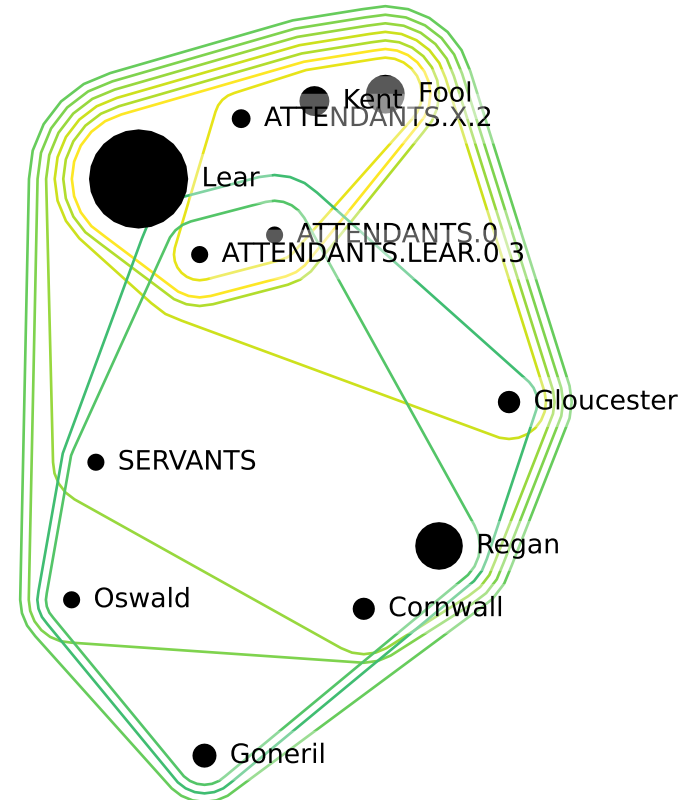 Fool
Kent
ATTENDANTS.X.2
Lear
ATTENDANTS.0
ATTENDANTS.LEAR.0.3
Gloucester
SERVANTS
Regan
Oswald
Cornwall
Goneril